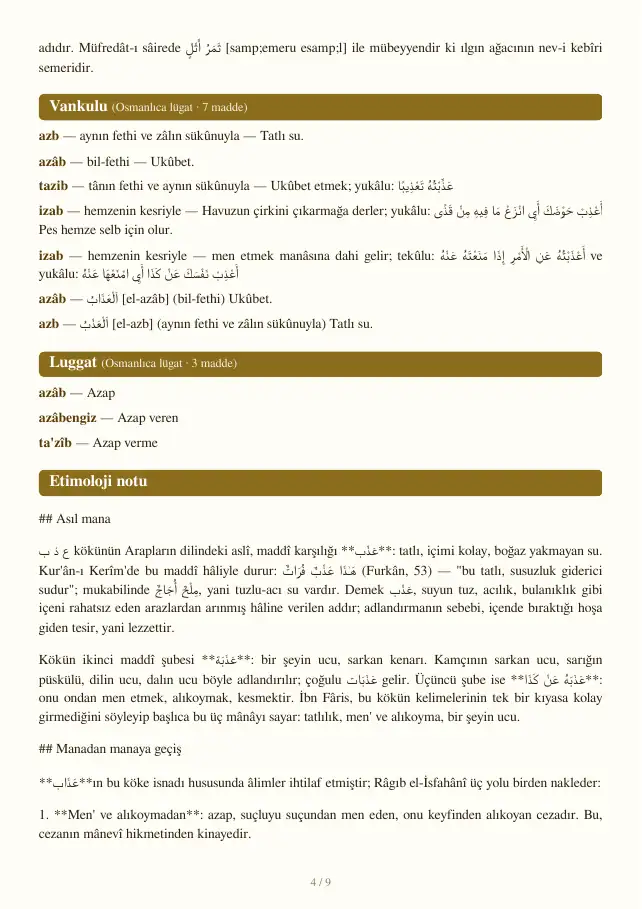 adıdır. Müfredât-ı sâirede ثَمَرُ أَثْلٍ [samp;emeru esamp;l] ile mübeyyendir ki ılgın ağacının nev-i kebîri
semeridir.
Vankulu (Osmanlıca lügat · 7 madde)
azb — aynın fethi ve zâlın sükûnuyla — Tatlı su.
azâb — bil-fethi — Ukûbet.
tazib — tânın fethi ve aynın sükûnuyla — Ukûbet etmek; yukâlu: عَذَّبْتُهُ تَعْذِيبًا
izab — hemzenin kesriyle — Havuzun çirkini çıkarmağa derler; yukâlu: أَعْذِبْ حَوْضَكَ أَيِ انْزَعْ مَا فِيهِ مِنْ قَذًى
Pes hemze selb için olur.
izab — hemzenin kesriyle — men etmek manâsına dahi gelir; tekûlu: أَعْذَبْتُهُ عَنِ الْأَمْرِ إِذَا مَنَعْتَهُ عَنْهُ ve
yukâlu: أَعْذِبْ نَفْسَكَ عَنْ كَذَا أَيِ امْنَعْهَا عَنْهُ
azâb — اَلْعَذَابُ [el-azâb] (bil-fethi) Ukûbet.
azb — اَلْعَذْبُ [el-azb] (aynın fethi ve zâlın sükûnuyla) Tatlı su.
Luggat (Osmanlıca lügat · 3 madde)
azâb — Azap
azâbengiz — Azap veren
ta'zîb — Azap verme
Etimoloji notu
## Asıl mana
ع ذ ب kökünün Arapların dilindeki aslî, maddî karşılığı **عَذْب**: tatlı, içimi kolay, boğaz yakmayan su.
Kur'ân-ı Kerîm'de bu maddî hâliyle durur: هَـٰذَا عَذْبٌ فُرَاتٌ (Furkân, 53) — "bu tatlı, susuzluk giderici
sudur"; mukabilinde مِلْحٌ أُجَاجٌ, yani tuzlu-acı su vardır. Demek عَذْب, suyun tuz, acılık, bulanıklık gibi
içeni rahatsız eden arazlardan arınmış hâline verilen addır; adlandırmanın sebebi, içende bıraktığı hoşa
giden tesir, yani lezzettir.
Kökün ikinci maddî şubesi **عَذَبَة**: bir şeyin ucu, sarkan kenarı. Kamçının sarkan ucu, sarığın
püskülü, dilin ucu, dalın ucu böyle adlandırılır; çoğulu عَذَبَات gelir. Üçüncü şube ise **عَذَبَهُ عَنْ كَذَا**:
onu ondan men etmek, alıkoymak, kesmektir. İbn Fâris, bu kökün kelimelerinin tek bir kıyasa kolay
girmediğini söyleyip başlıca bu üç mânâyı sayar: tatlılık, men' ve alıkoyma, bir şeyin ucu.
## Manadan manaya geçiş
**عَذَاب**ın bu köke isnadı hususunda âlimler ihtilaf etmiştir; Râgıb el-İsfahânî üç yolu birden nakleder:
1. **Men' ve alıkoymadan**: azap, suçluyu suçundan men eden, onu keyfinden alıkoyan cezadır. Bu,
cezanın mânevî hikmetinden kinayedir.
4 / 9